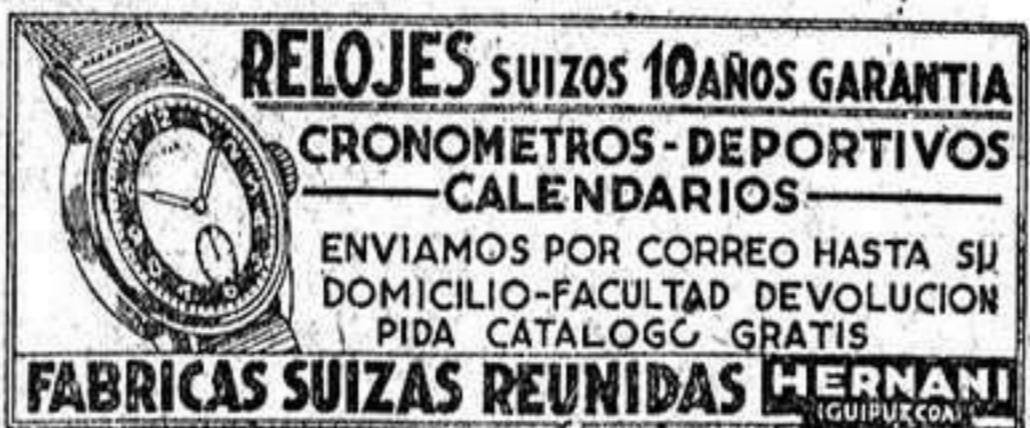 RELOJES SUIZOS 10 AÑOS GARANTIA
CRONOMETROS - DEPORTIVOS
CALENDARIOS
ENVIAMOS POR CORREO HASTA SU
DOMICILIO-FACULTAD DEVOLUCION
PIDA CATALOGO GRATIS
FABRICAS SUIZAS REUNIDAS HERNANI
(GUIPUZCOA)